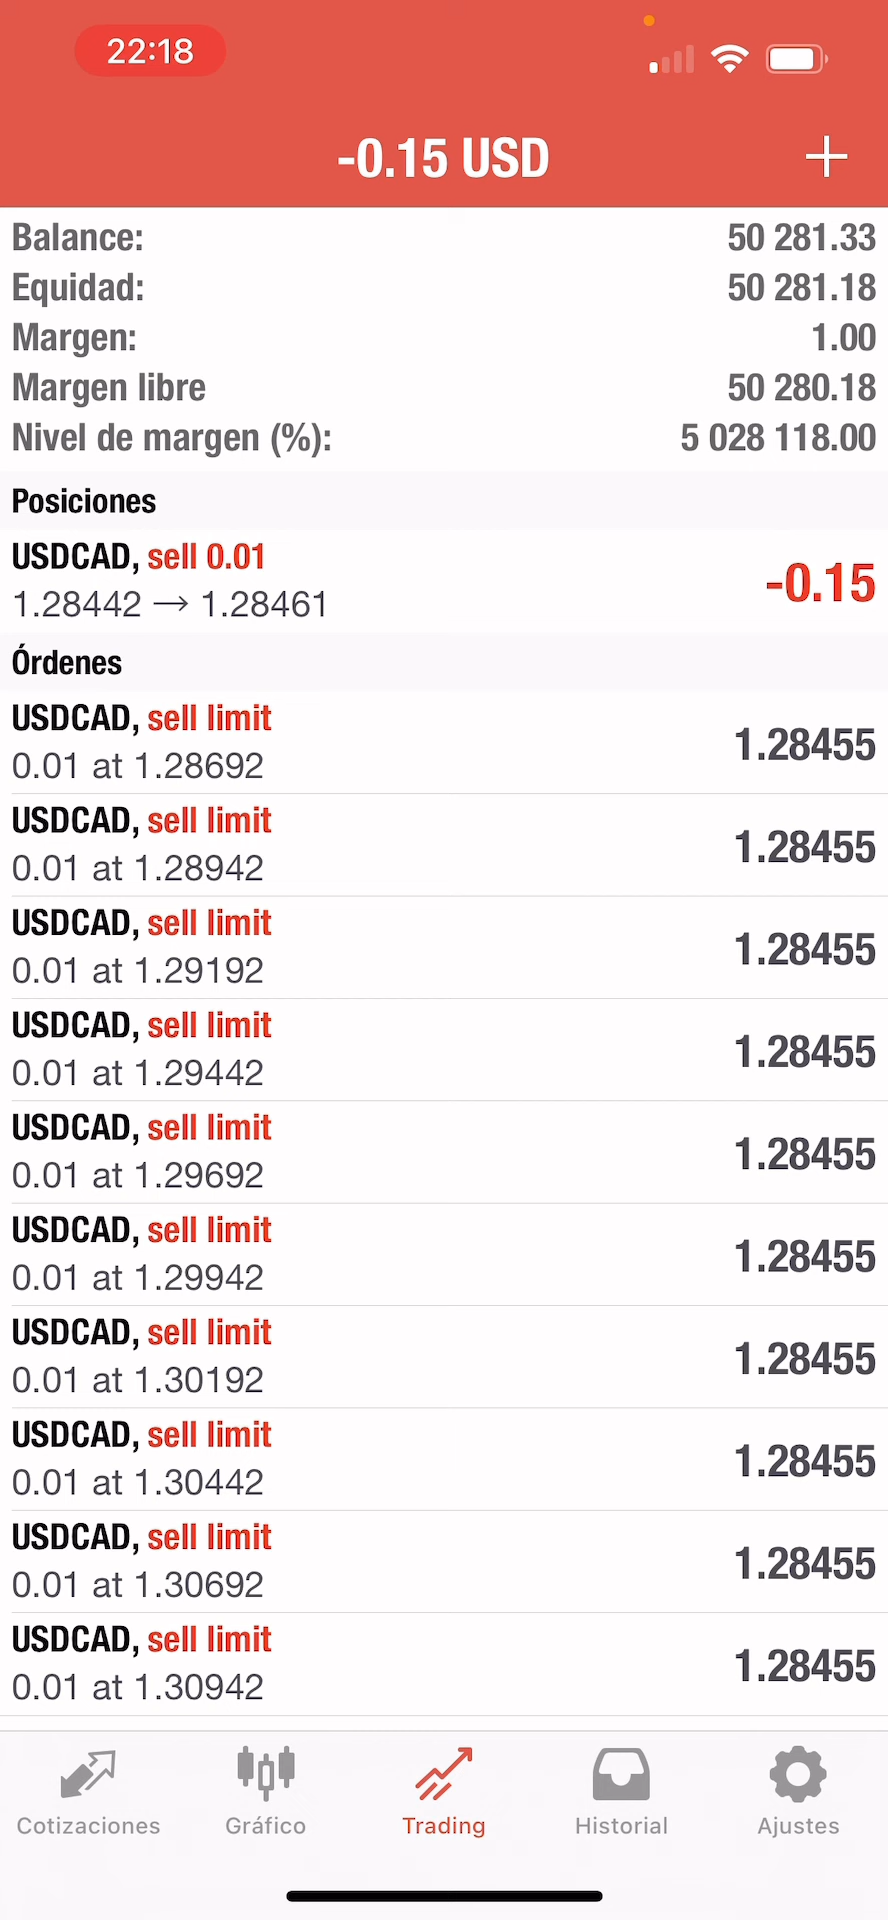 22:18
-0.15 USD
Balance: 50 281.33
Equidad: 50 281.18
Margen: 1.00
Margen libre 50 280.18
Nivel de margen (%): 5 028 118.00
Posiciones
USDCAD, sell 0.01
1.28442 → 1.28461
-0.15
Órdenes
USDCAD, sell limit
0.01 at 1.28692
1.28455
USDCAD, sell limit
0.01 at 1.28942
1.28455
USDCAD, sell limit
0.01 at 1.29192
1.28455
USDCAD, sell limit
0.01 at 1.29442
1.28455
USDCAD, sell limit
0.01 at 1.29692
1.28455
USDCAD, sell limit
0.01 at 1.29942
1.28455
USDCAD, sell limit
0.01 at 1.30192
1.28455
USDCAD, sell limit
0.01 at 1.30442
1.28455
USDCAD, sell limit
0.01 at 1.30692
1.28455
USDCAD, sell limit
0.01 at 1.30942
1.28455
Cotizaciones Gráfico Trading Historial Ajustes